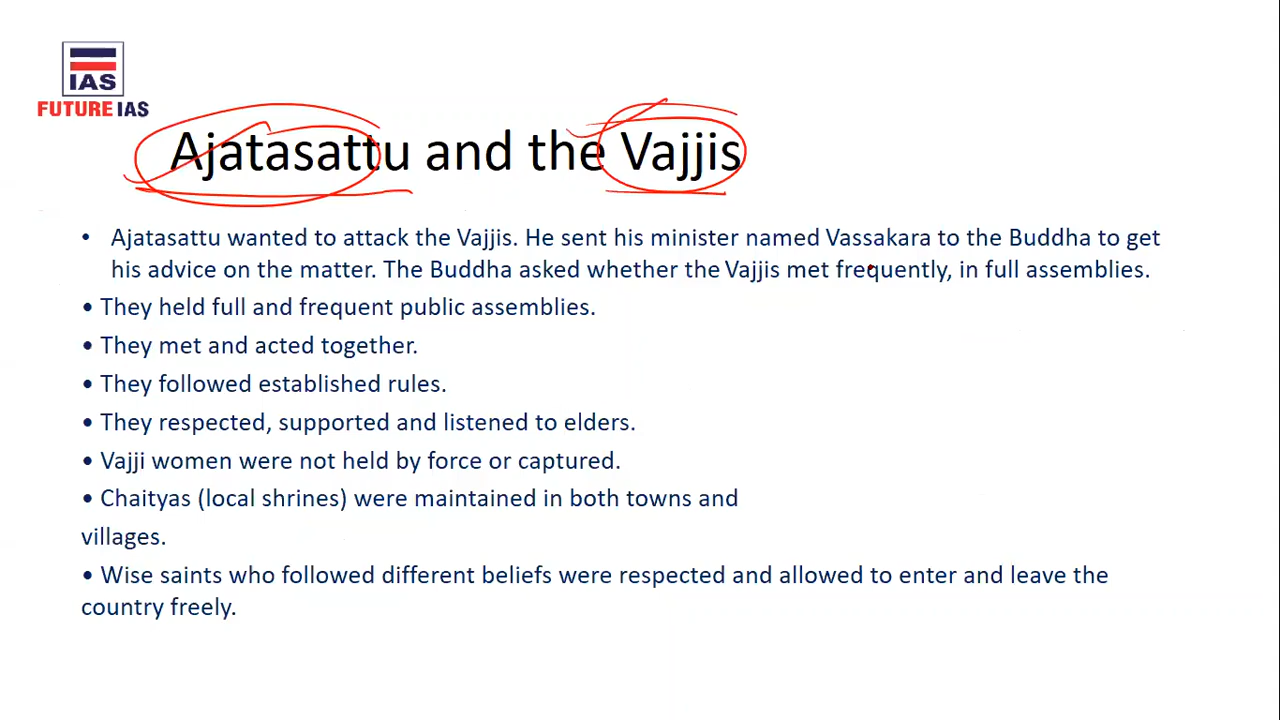 IAS
FUTURE IAS
Ajatasattu and the Vajjis
• Ajatasattu wanted to attack the Vajjis. He sent his minister named Vassakara to the Buddha to get
his advice on the matter. The Buddha asked whether the Vajjis met frequently, in full assemblies.
• They held full and frequent public assemblies.
• They met and acted together.
• They followed established rules.
• They respected, supported and listened to elders.
• Vajji women were not held by force or captured.
• Chaityas (local shrines) were maintained in both towns and
villages.
• Wise saints who followed different beliefs were respected and allowed to enter and leave the
country freely.